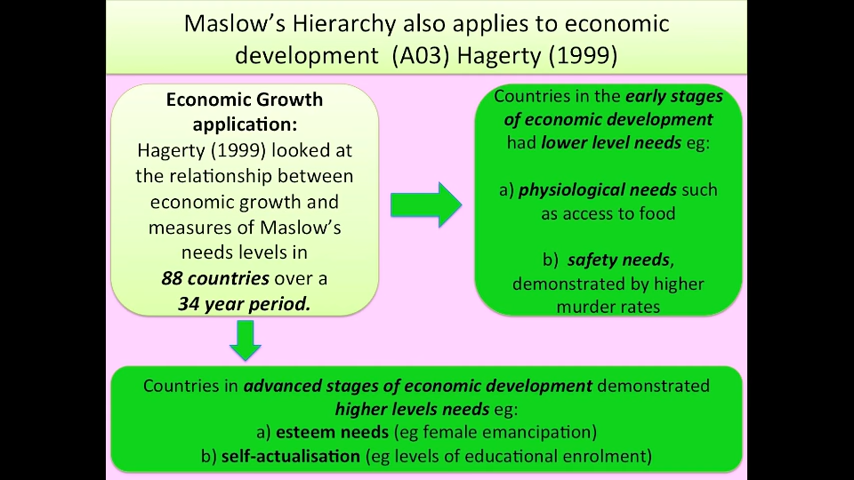 Maslow's Hierarchy also applies to economic
development (A03) Hagerty (1999)
Economic Growth
application:
Hagerty (1999) looked at
the relationship between
economic growth and
measures of Maslow's
needs levels in
88 countries over a
34 year period.
Countries in the early stages
of economic development
had lower level needs eg:
a) physiological needs such
as access to food
b) safety needs,
demonstrated by higher
murder rates
Countries in advanced stages of economic development demonstrated
higher levels needs eg:
a) esteem needs (eg female emancipation)
b) self-actualisation (eg levels of educational enrolment)